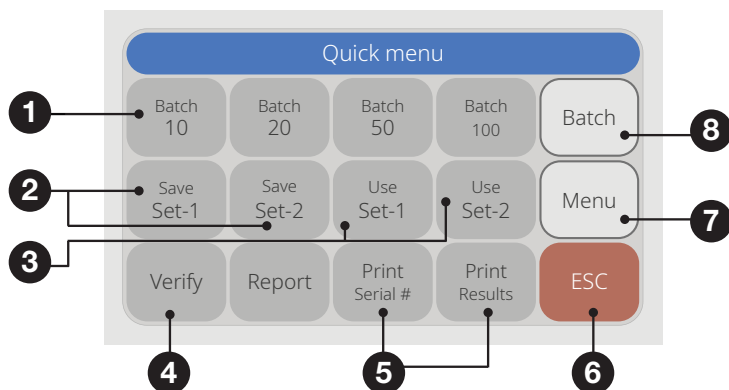 Quick menu
Batch
10
Batch
20
Batch
50
Batch
100
Batch
Save
Set-1
Save
Set-2
Use
Set-1
Use
Set-2
Menu
Verify
Report
Print
Serial #
Print
Results
ESC
1
2
3
4
5
6
7
8